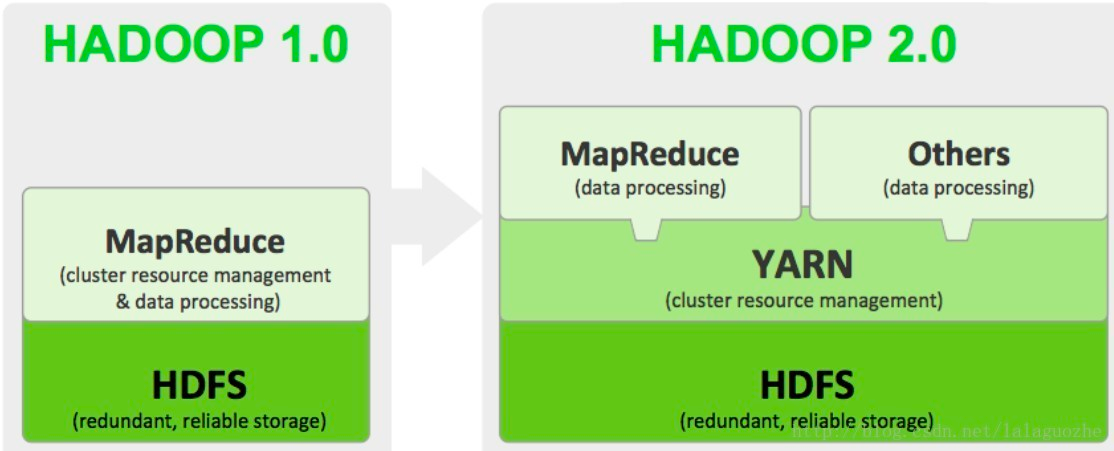 HADOOP 1.0
MapReduce
(cluster resource management
& data processing)
HDFS
(redundant, reliable storage)
HADOOP 2.0
MapReduce
(data processing)
Others
(data processing)
YARN
(cluster resource management)
HDFS
(redundant, reliable storage)
http://blog.csdn.net/lalaguozhe